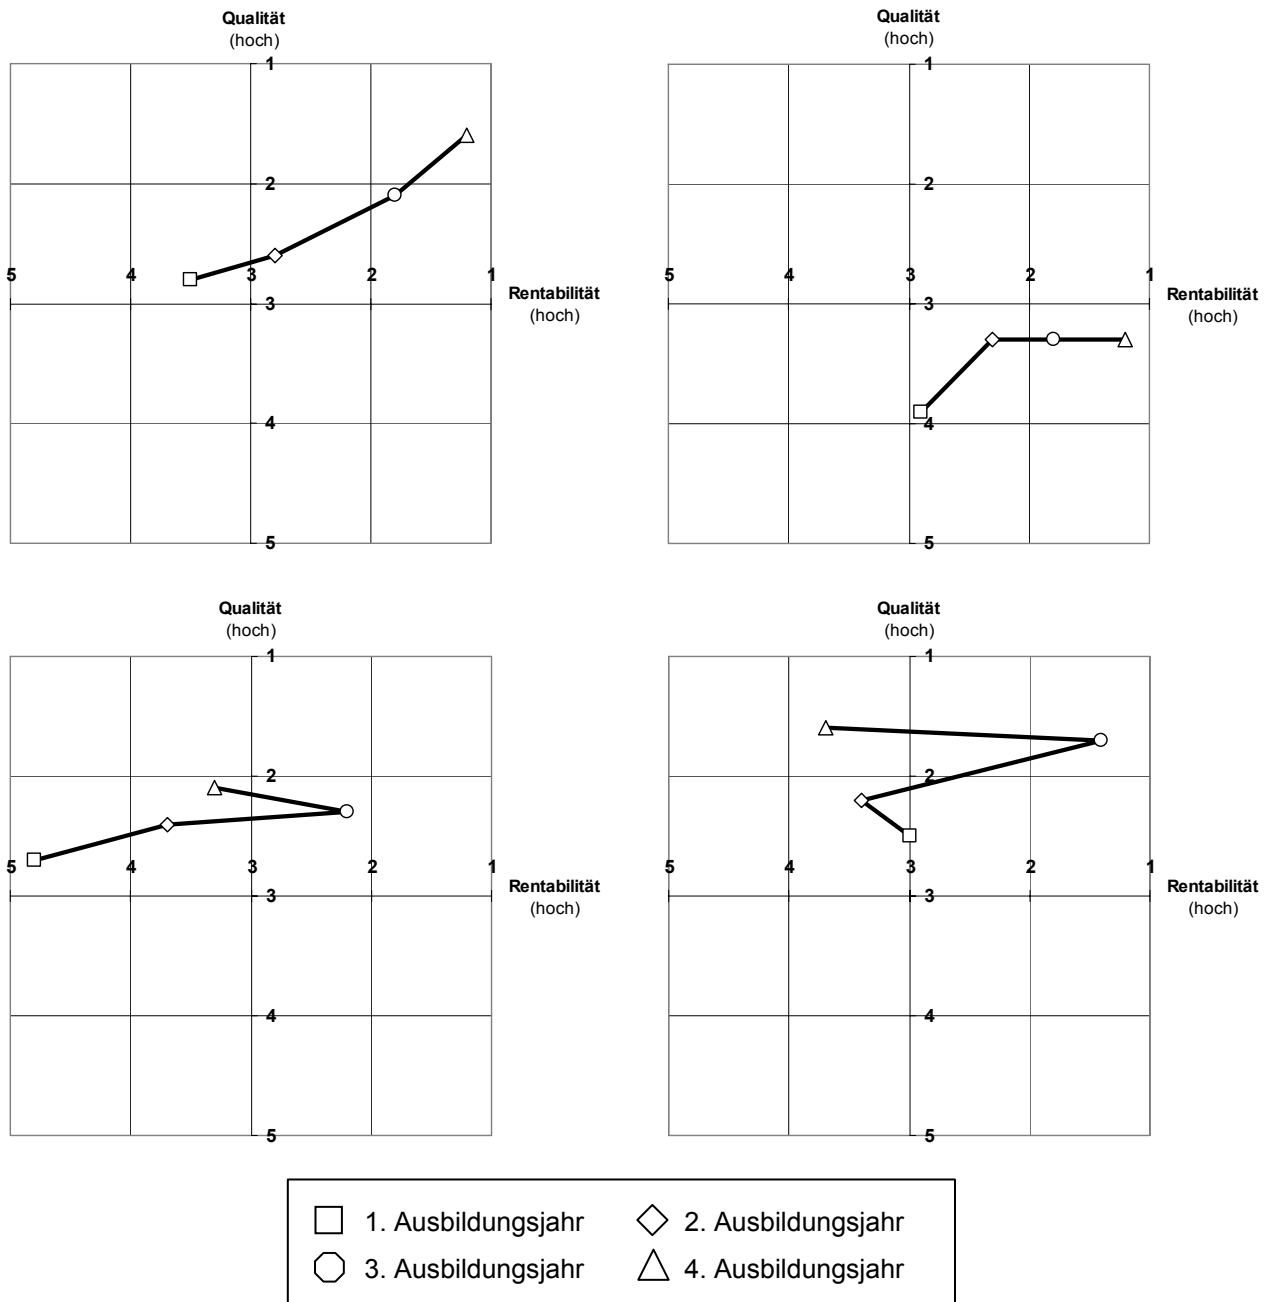 Qualität
(hoch)
1
2
5 4 3 2 1
Rentabilität
3
(hoch)
4
5
Qualität
(hoch)
1
2
5 4 3 2 1
Rentabilität
3
(hoch)
4
5
Qualität
(hoch)
1
2
5 4 3 2 1
Rentabilität
3
(hoch)
4
5
Qualität
(hoch)
1
2
5 4 3 2 1
Rentabilität
3
(hoch)
4
5
1. Ausbildungsjahr 2. Ausbildungsjahr
3. Ausbildungsjahr 4. Ausbildungsjahr